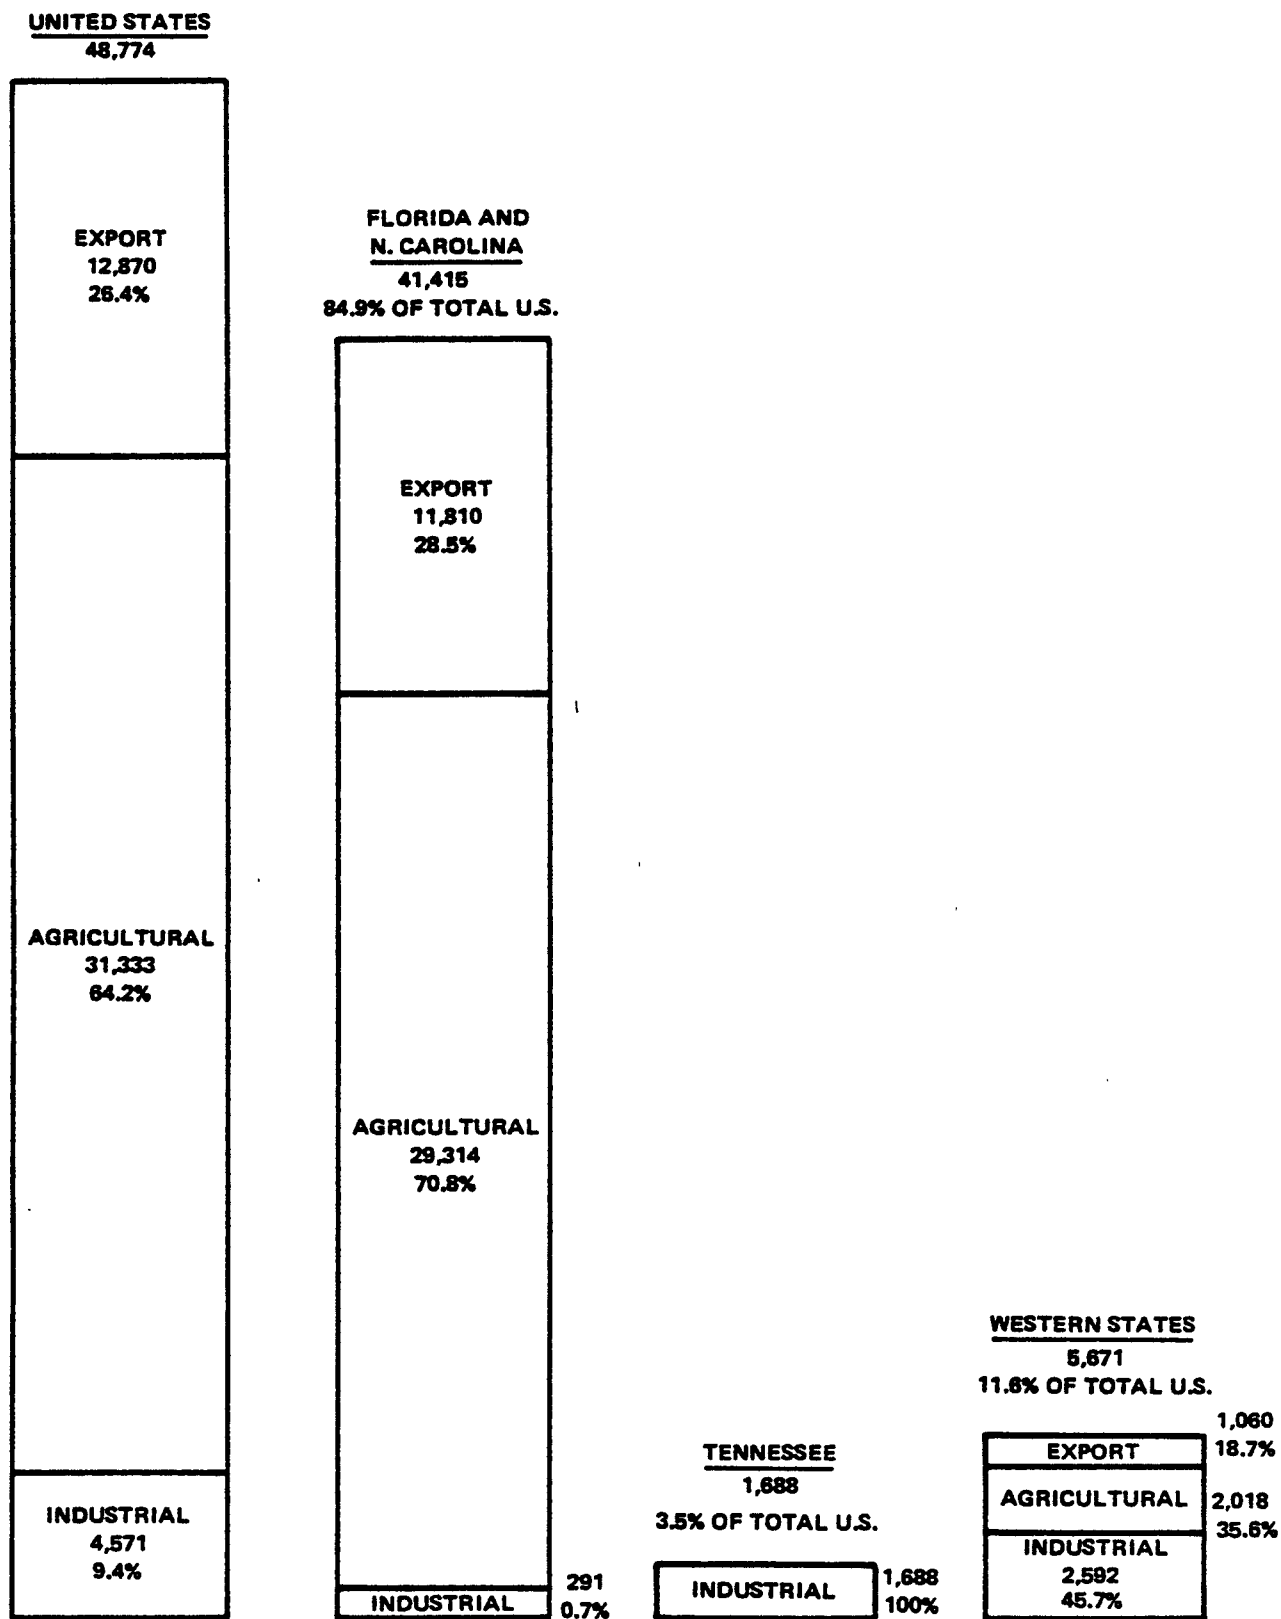 UNITED STATES
48,774
EXPORT
12,870
26.4%
AGRICULTURAL
31,333
64.2%
INDUSTRIAL
4,571
9.4%
FLORIDA AND
N. CAROLINA
41,415
84.9% OF TOTAL U.S.
EXPORT
11,810
28.5%
AGRICULTURAL
29,314
70.8%
INDUSTRIAL
291
0.7%
TENNESSEE
1,688
3.5% OF TOTAL U.S.
INDUSTRIAL
1,688
100%
WESTERN STATES
5,671
11.6% OF TOTAL U.S.
EXPORT
1,060
18.7%
AGRICULTURAL
2,018
35.6%
INDUSTRIAL
2,592
45.7%